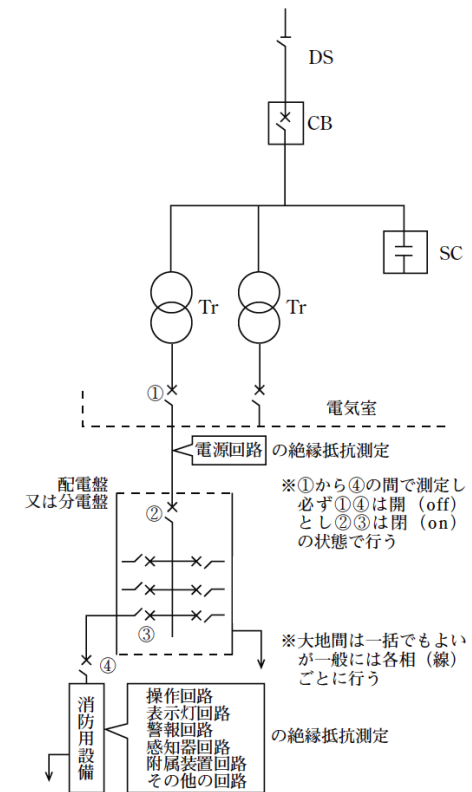 DS
CB
SC
Tr
Tr
①
電気室
電源回路 の絶縁抵抗測定
配電盤
又は分電盤
②
※①から④の間で測定し
必ず①④は開（off）
とし②③は閉（on）
の状態で行う
③
※大地間は一括でもよい
が一般には各相（線）
ごとに行う
④
消防用設備
操作回路
表示灯回路
警報回路
感知器回路
附属装置回路
その他の回路
の絶縁抵抗測定